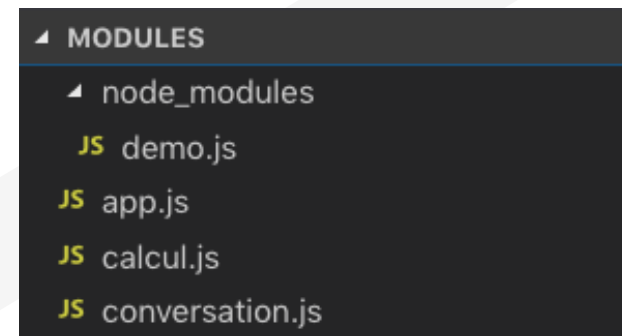 MODULES
node_modules
JS demo.js
JS app.js
JS calcul.js
JS conversation.js